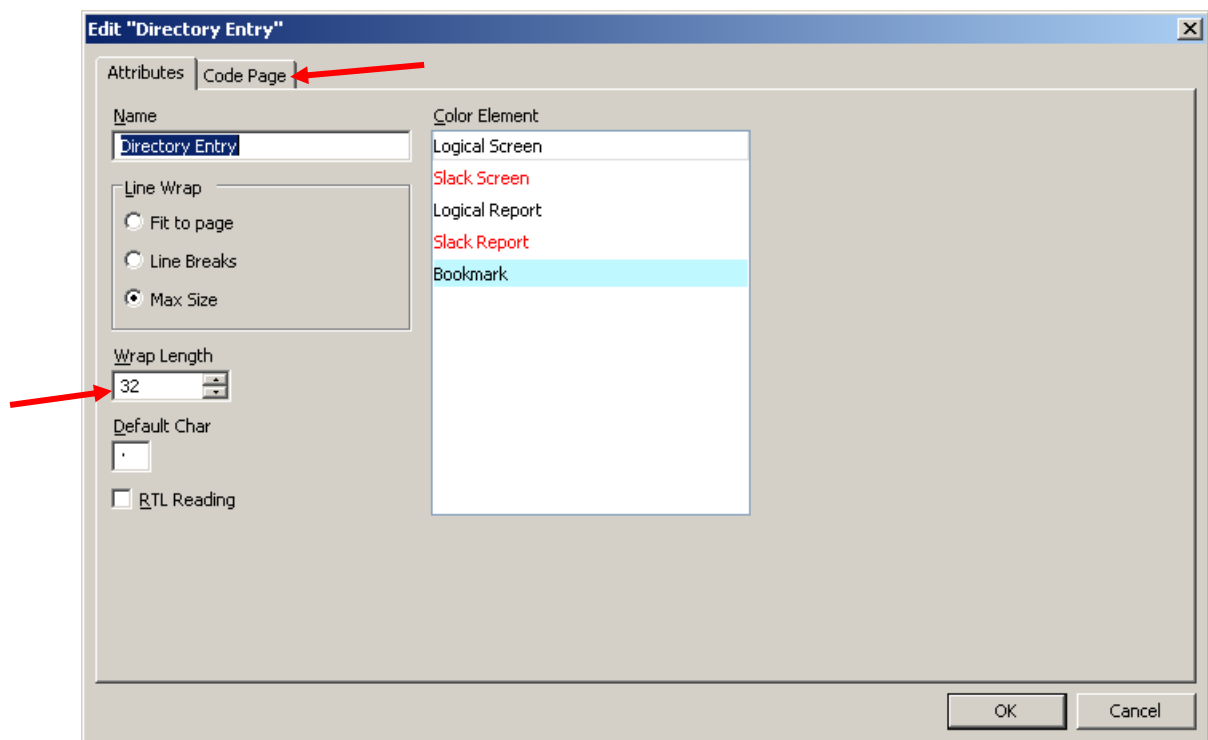 Edit "Directory Entry"
Attributes
Code Page
Name
Directory Entry
Line Wrap
Fit to page
Line Breaks
Max Size
Wrap Length
32
Default Char
·
RTL Reading
Color Element
Logical Screen
Slack Screen
Logical Report
Slack Report
Bookmark
OK
Cancel